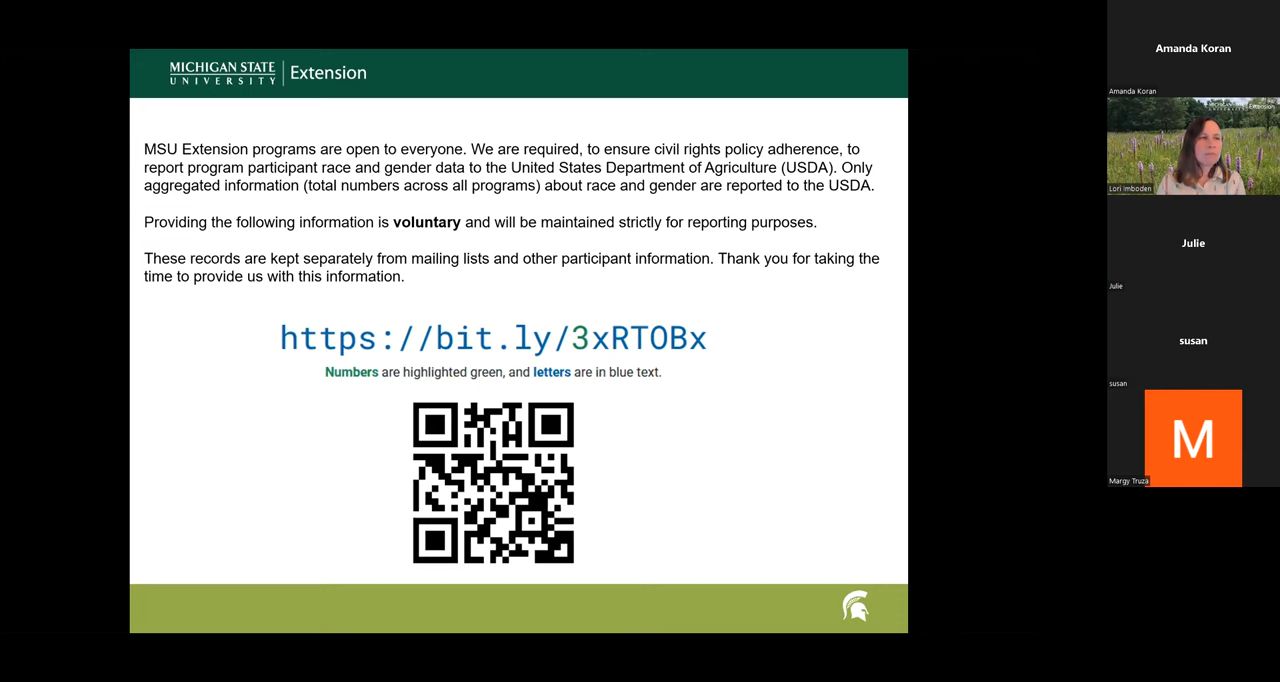 MICHIGAN STATE
UNIVERSITY
Extension
MSU Extension programs are open to everyone. We are required, to ensure civil rights policy adherence, to
report program participant race and gender data to the United States Department of Agriculture (USDA). Only
aggregated information (total numbers across all programs) about race and gender are reported to the USDA.
Providing the following information is voluntary and will be maintained strictly for reporting purposes.
These records are kept separately from mailing lists and other participant information. Thank you for taking the
time to provide us with this information.
https://bit.ly/3xRTOBx
Numbers are highlighted green, and letters are in blue text.
Amanda Koran
Amanda Koran
Extension
Lori Imboden
Julie
Julie
susan
susan
M
Margy Truza